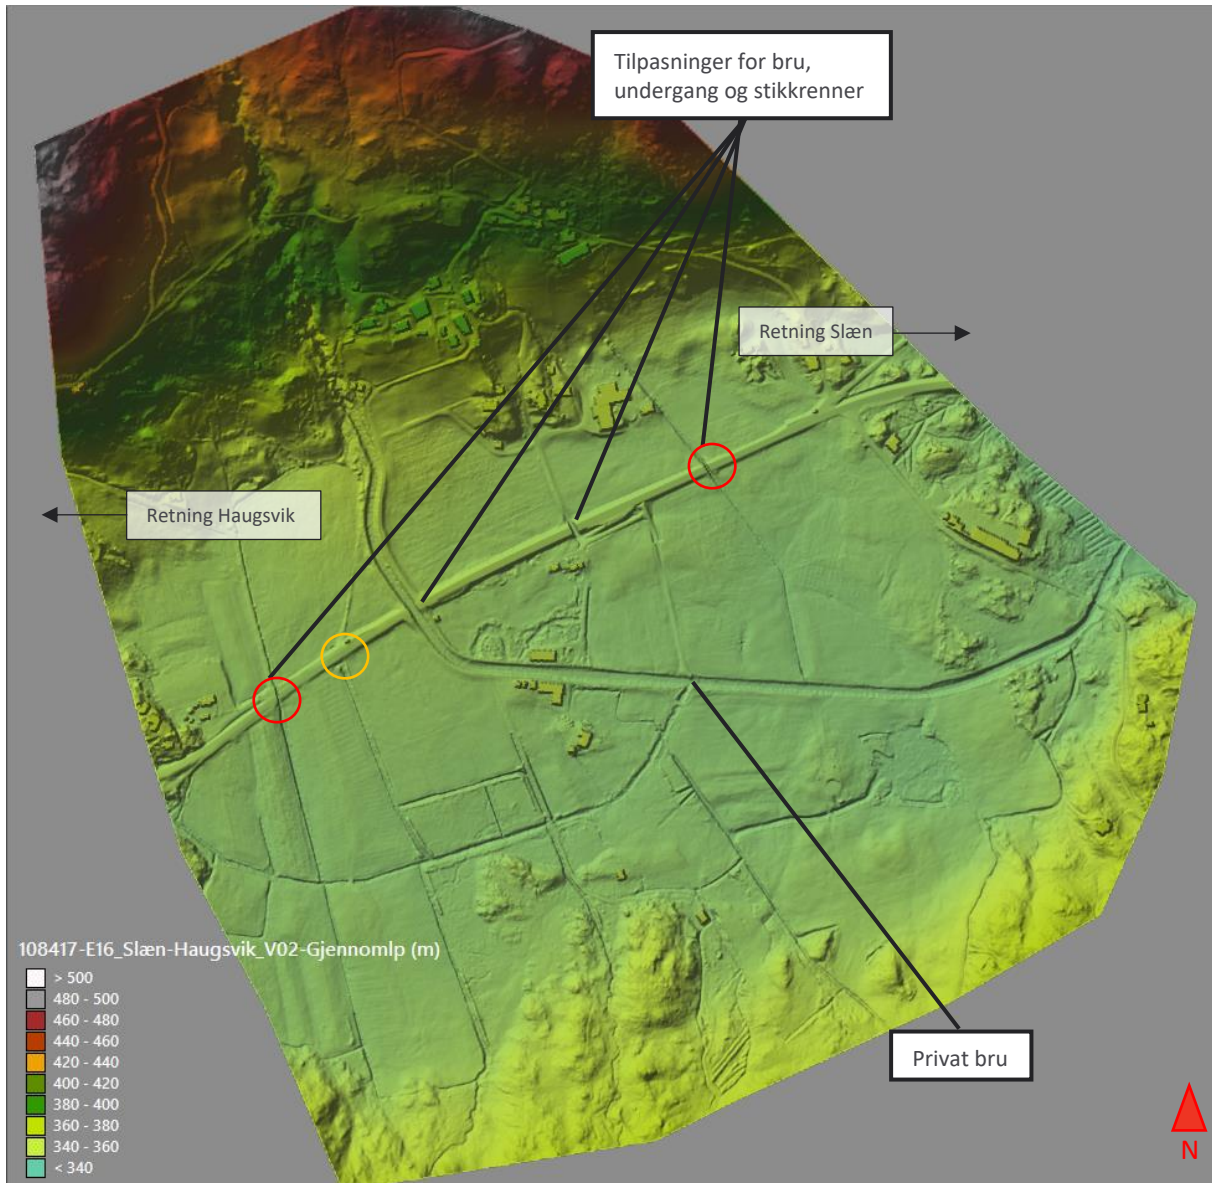 Tilpasninger for bru,
undergang og stikkrenner
Retning Slæn
Retning Haugsvik
108417-E16_Slæn-Haugsvik_V02-Gjennomlp (m)
> 500
480 - 500
460 - 480
440 - 460
420 - 440
400 - 420
380 - 400
360 - 380
340 - 360
< 340
Privat bru
N